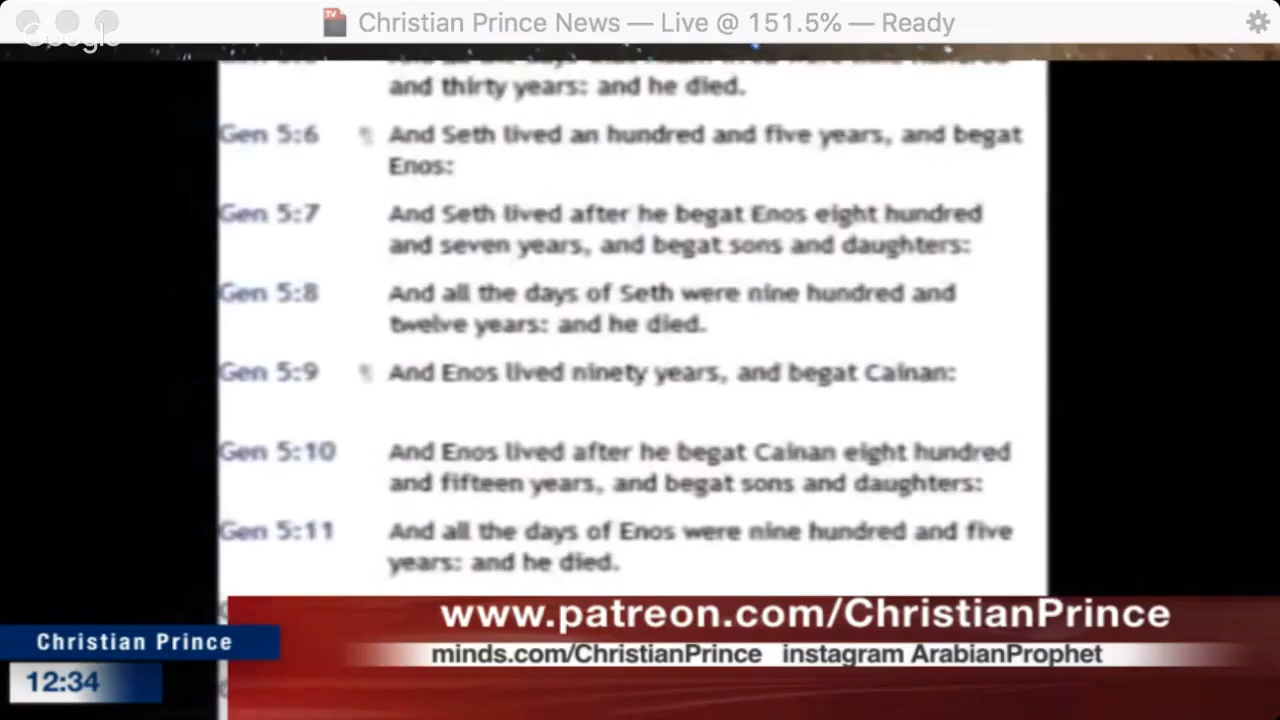 Christian Prince News — Live @ 151.5% — Ready
Google
and thirty years: and he died.
Gen 5:6 ¶ And Seth lived an hundred and five years, and begat
Enos:
Gen 5:7 And Seth lived after he begat Enos eight hundred
and seven years, and begat sons and daughters:
Gen 5:8 And all the days of Seth were nine hundred and
twelve years: and he died.
Gen 5:9 ¶ And Enos lived ninety years, and begat Cainan:
Gen 5:10 And Enos lived after he begat Cainan eight hundred
and fifteen years, and begat sons and daughters:
Gen 5:11 And all the days of Enos were nine hundred and five
years: and he died.
www.patreon.com/ChristianPrince
Christian Prince
minds.com/ChristianPrince instagram ArabianProphet
12:34